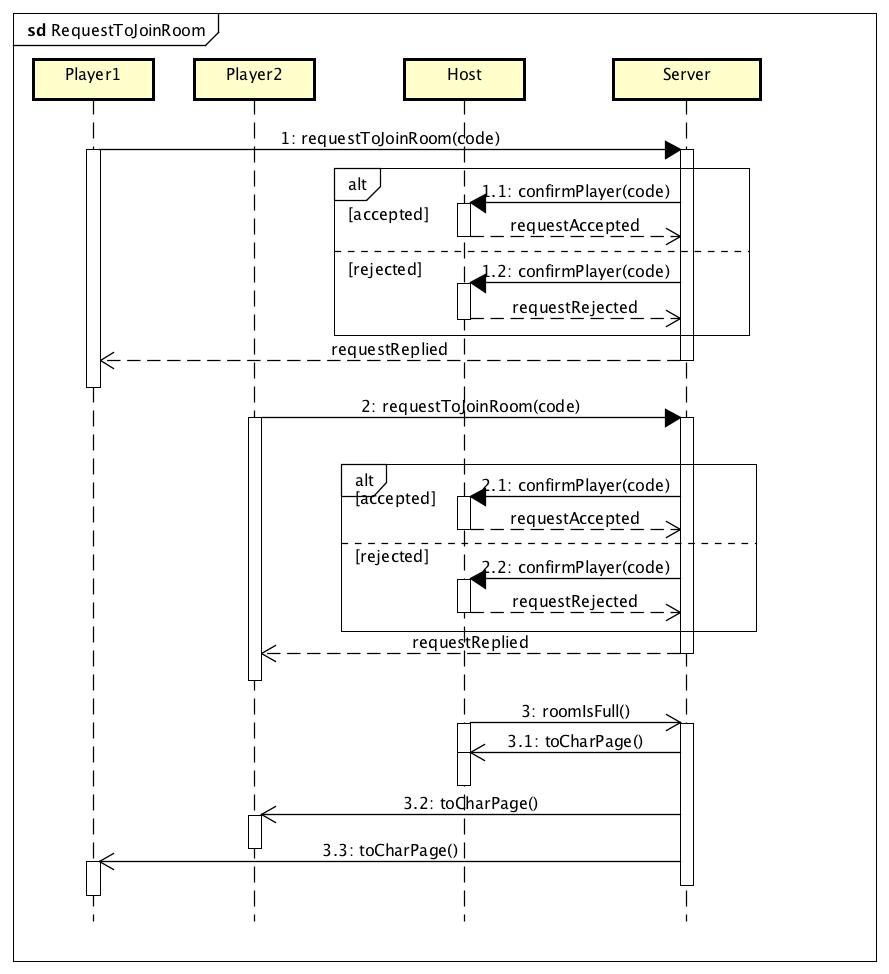 sd RequestToJoinRoom
Player1 Player2 Host Server
1: requestToJoinRoom(code)
alt
1.1: confirmPlayer(code)
[accepted]
requestAccepted
[rejected]
1.2: confirmPlayer(code)
requestRejected
requestReplied
2: requestToJoinRoom(code)
alt
2.1: confirmPlayer(code)
[accepted]
requestAccepted
[rejected]
2.2: confirmPlayer(code)
requestRejected
requestReplied
3: roomIsFull()
3.1: toCharPage()
3.2: toCharPage()
3.3: toCharPage()